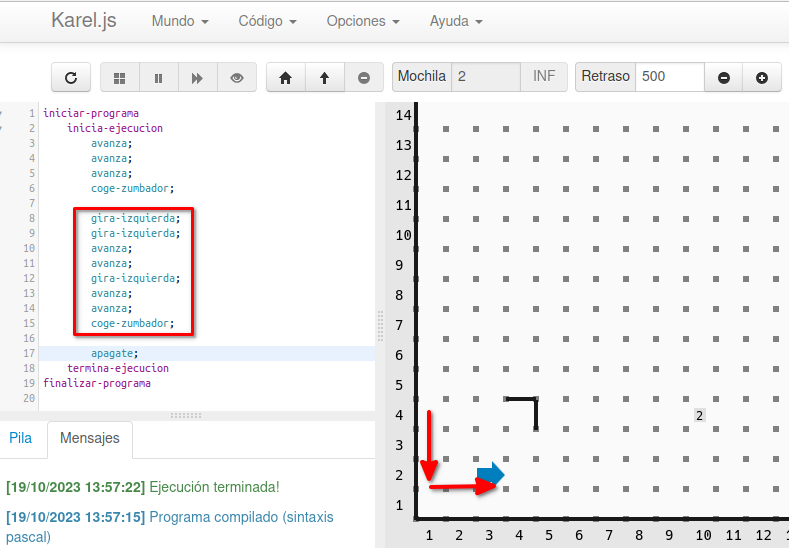 Karel.js Mundo Código Opciones Ayuda
Mochila 2 INF Retraso 500
1 iniciar-programa
2 inicia-ejecucion
3 avanza;
4 avanza;
5 avanza;
6 coge-zumbador;
7
8 gira-izquierda;
9 gira-izquierda;
10 avanza;
11 avanza;
12 gira-izquierda;
13 avanza;
14 avanza;
15 coge-zumbador;
16
17 apagate;
18 termina-ejecucion
19 finalizar-programa
20
Pila Mensajes
[19/10/2023 13:57:22] Ejecución terminada!
[19/10/2023 13:57:15] Programa compilado (sintaxis
pascal)
14
13
12
11
10
9
8
7
6
5
4 2
3
2
1
1 2 3 4 5 6 7 8 9 10 11 12